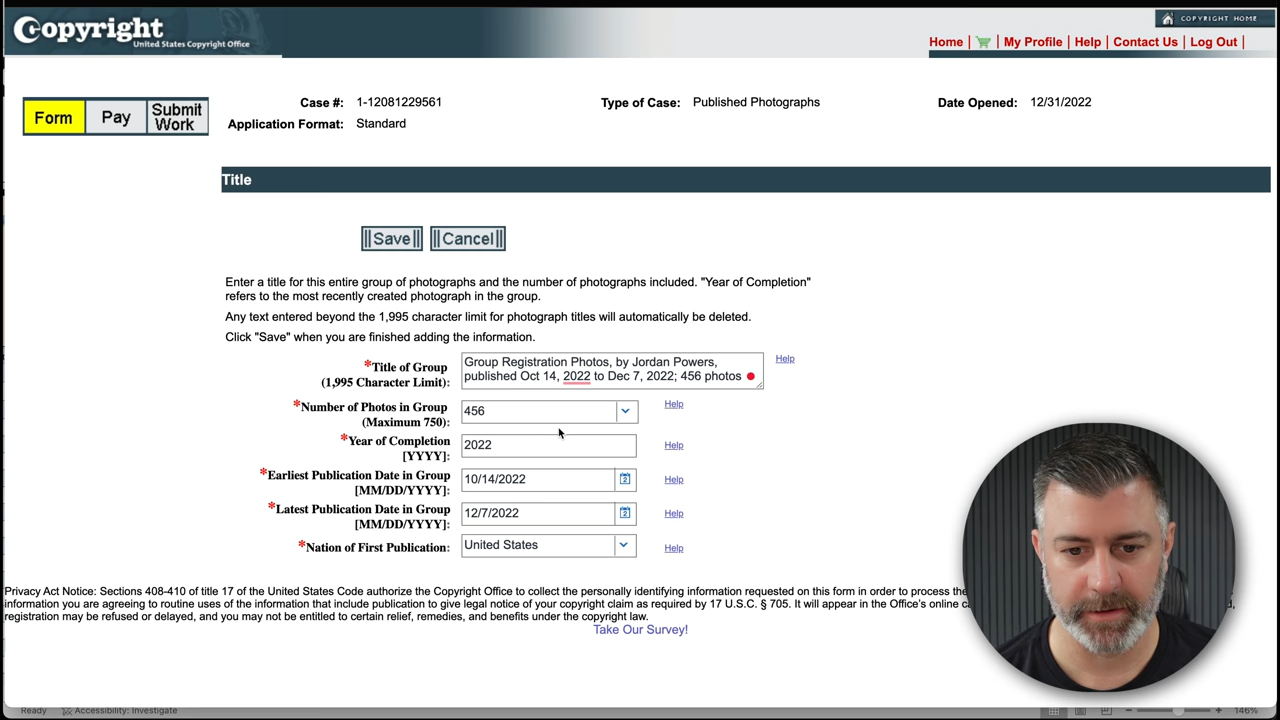 COPYRIGHT HOME
Copyright
United States Copyright Office
Home | | My Profile | Help | Contact Us | Log Out |
Form Pay Submit Work
Case #: 1-12081229561 Type of Case: Published Photographs Date Opened: 12/31/2022
Application Format: Standard
Title
Save Cancel
Enter a title for this entire group of photographs and the number of photographs included. "Year of Completion"
refers to the most recently created photograph in the group.
Any text entered beyond the 1,995 character limit for photograph titles will automatically be deleted.
Click "Save" when you are finished adding the information.
*Title of Group
(1,995 Character Limit):
Group Registration Photos, by Jordan Powers,
published Oct 14, 2022 to Dec 7, 2022; 456 photos
Help
*Number of Photos in Group
(Maximum 750):
456
Help
*Year of Completion
[YYYY]:
2022
Help
*Earliest Publication Date in Group
[MM/DD/YYYY]:
10/14/2022
Help
*Latest Publication Date in Group
[MM/DD/YYYY]:
12/7/2022
Help
*Nation of First Publication: United States Help
Privacy Act Notice: Sections 408-410 of title 17 of the United States Code authorize the Copyright Office to collect the personally identifying information requested on this form in order to process the
information you are agreeing to routine uses of the information that include publication to give legal notice of your copyright claim as required by 17 U.S.C. § 705. It will appear in the Office's online
registration may be refused or delayed, and you may not be entitled to certain relief, remedies, and benefits under the copyright law.
Take Our Survey!
Ready Accessibility: Investigate 146%